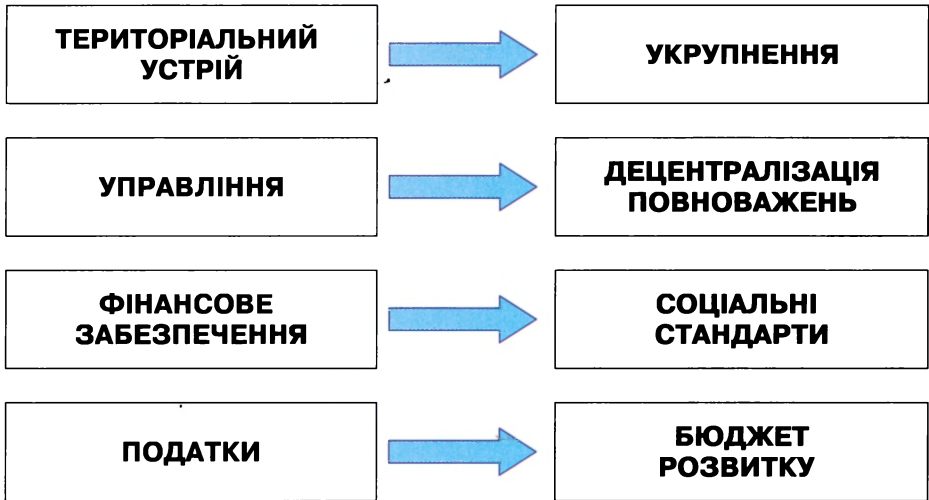 ТЕРИТОРІАЛЬНИЙ
УСТРІЙ
УКРУПНЕННЯ
УПРАВЛІННЯ
ДЕЦЕНТРАЛІЗАЦІЯ
ПОВНОВАЖЕНЬ
ФІНАНСОВЕ
ЗАБЕЗПЕЧЕННЯ
СОЦІАЛЬНІ
СТАНДАРТИ
ПОДАТКИ
БЮДЖЕТ
РОЗВИТКУ